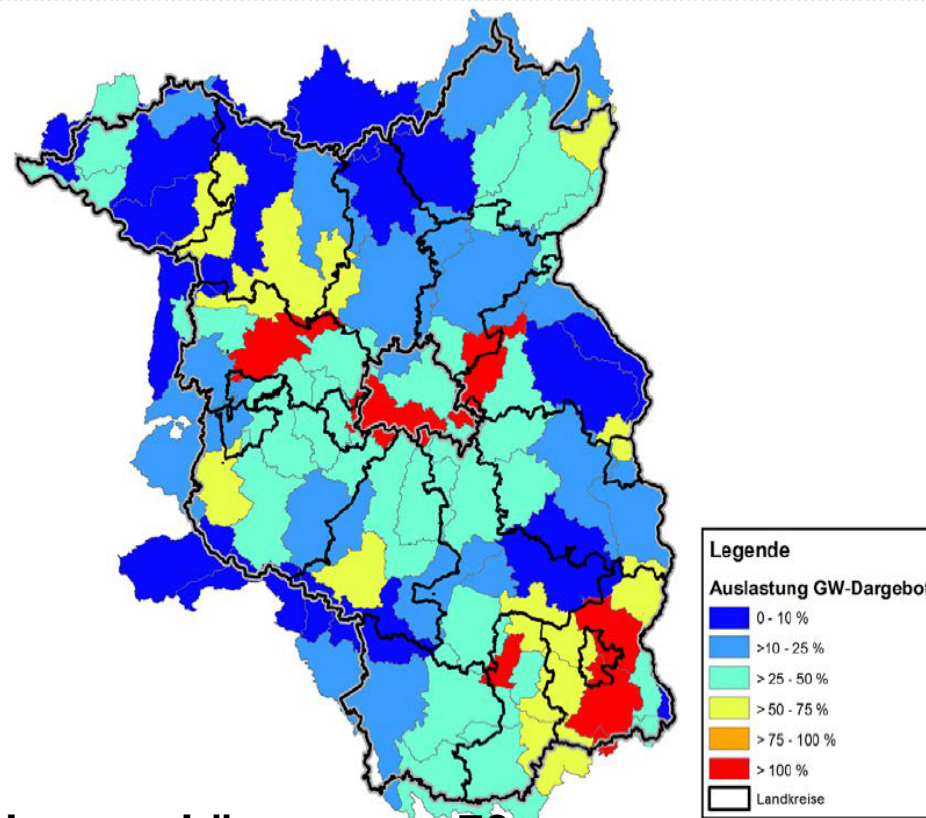 Legende
Auslastung GW-Dargebot
0 - 10 %
>10 - 25 %
> 25 - 50 %
> 50 - 75 %
> 75 - 100 %
> 100 %
Landkreise